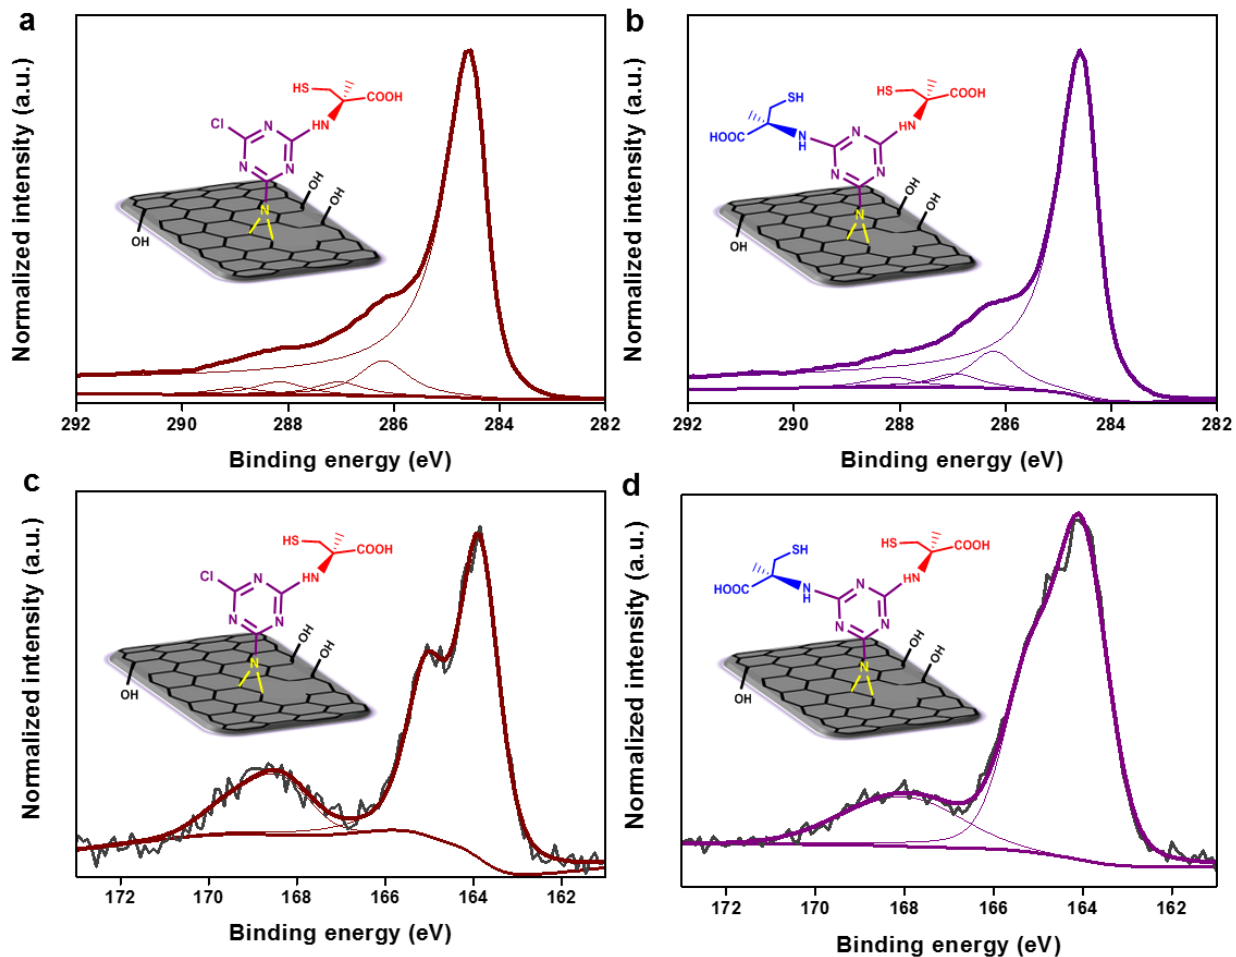 a
Normalized intensity (a.u.)
HS
COOH
HN
Cl
N
N
N
N
OH
OH
OH
292 290 288 286 284 282
Binding energy (eV)
b
Normalized intensity (a.u.)
SH
HS
COOH
HOOC
N
H
HN
N
N
N
N
OH
OH
OH
292 290 288 286 284 282
Binding energy (eV)
c
Normalized intensity (a.u.)
HS
COOH
HN
Cl
N
N
N
N
OH
OH
OH
172 170 168 166 164 162
Binding energy (eV)
d
Normalized intensity (a.u.)
SH
HS
COOH
HOOC
N
H
HN
N
N
N
N
OH
OH
OH
172 170 168 166 164 162
Binding energy (eV)